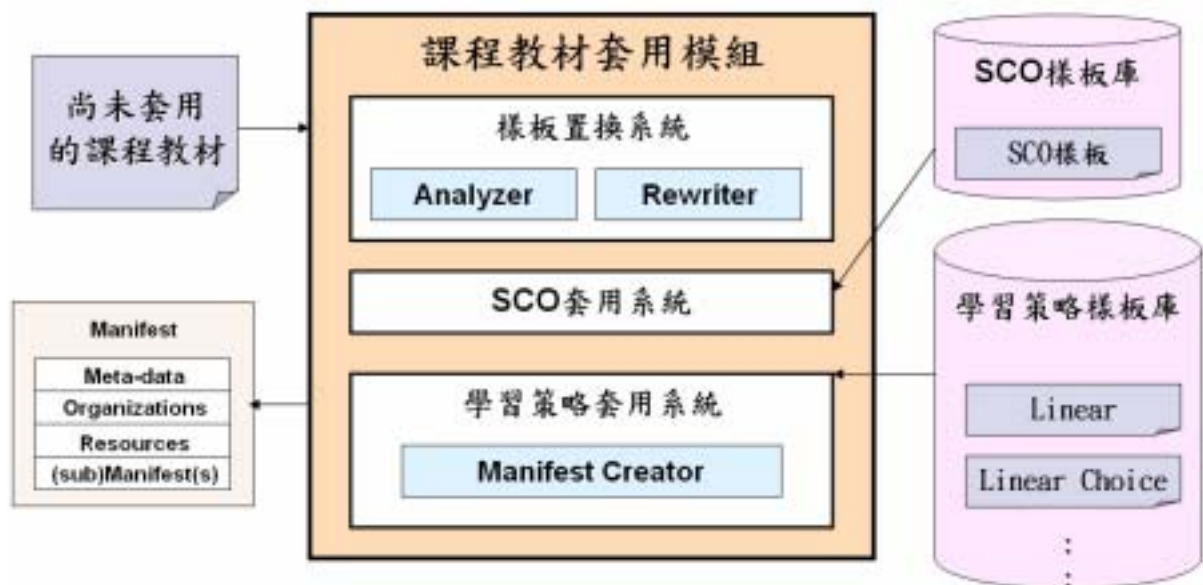 尚未套用
的課程教材
Manifest
Meta-data
Organizations
Resources
(sub)Manifest(s)
課程教材套用模組
樣板置換系統
Analyzer
Rewriter
SCO套用系統
學習策略套用系統
Manifest Creator
SCO樣板庫
SCO樣板
學習策略樣板庫
Linear
Linear Choice